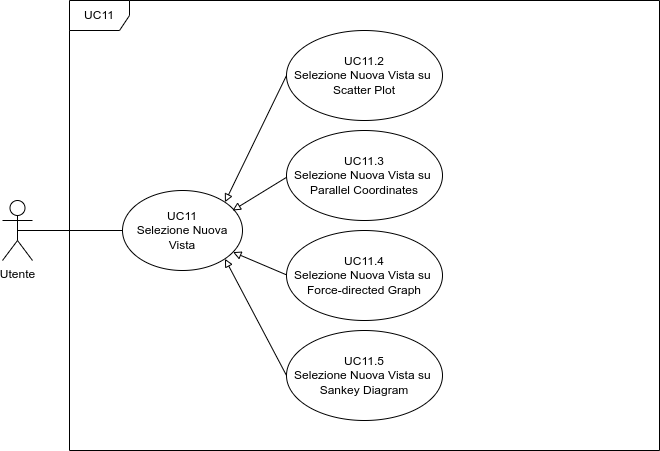 UC11
UC11.2
Selezione Nuova Vista su
Scatter Plot
UC11.3
Selezione Nuova Vista su
Parallel Coordinates
UC11
Selezione Nuova
Vista
Utente
UC11.4
Selezione Nuova Vista su
Force-directed Graph
UC11.5
Selezione Nuova Vista su
Sankey Diagram